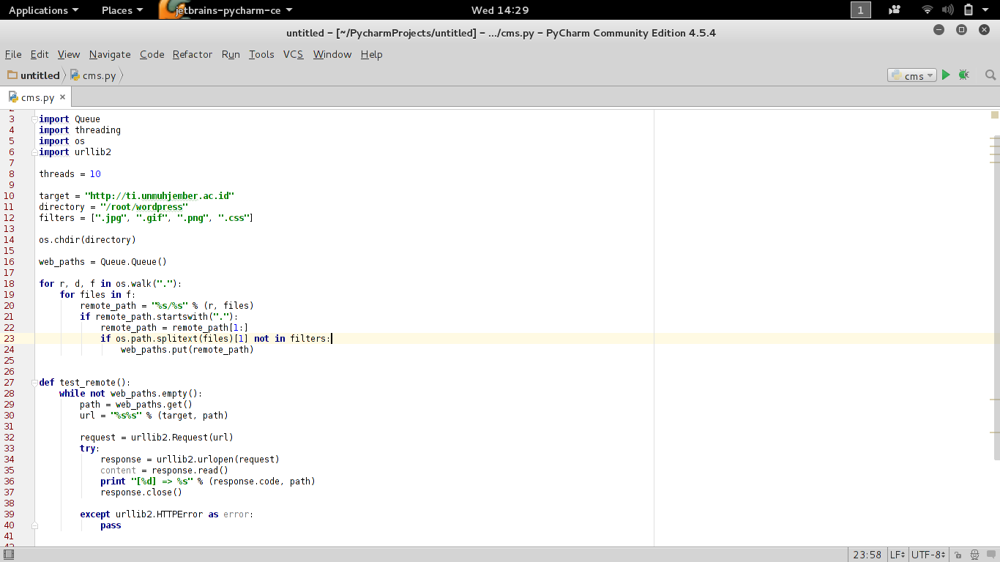 Applications Places jetbrains-pycharm-ce Wed 14:29 1
untitled – [~/PycharmProjects/untitled] – .../cms.py – PyCharm Community Edition 4.5.4
File Edit View Navigate Code Refactor Run Tools VCS Window Help
untitled cms.py cms
cms.py
3 import Queue
4 import threading
5 import os
6 import urllib2
7
8 threads = 10
9
10 target = "http://ti.unmuhjember.ac.id"
11 directory = "/root/wordpress"
12 filters = [".jpg", ".gif", ".png", ".css"]
13
14 os.chdir(directory)
15
16 web_paths = Queue.Queue()
17
18 for r, d, f in os.walk("."):
19     for files in f:
20         remote_path = "%s/%s" % (r, files)
21         if remote_path.startswith("."):
22             remote_path = remote_path[1:]
23             if os.path.splitext(files)[1] not in filters:
24                 web_paths.put(remote_path)
25
26
27 def test_remote():
28     while not web_paths.empty():
29         path = web_paths.get()
30         url = "%s%s" % (target, path)
31
32         request = urllib2.Request(url)
33         try:
34             response = urllib2.urlopen(request)
35             content = response.read()
36             print "[%d] => %s" % (response.code, path)
37             response.close()
38
39         except urllib2.HTTPError as error:
40             pass
41
23:58 LF UTF-8